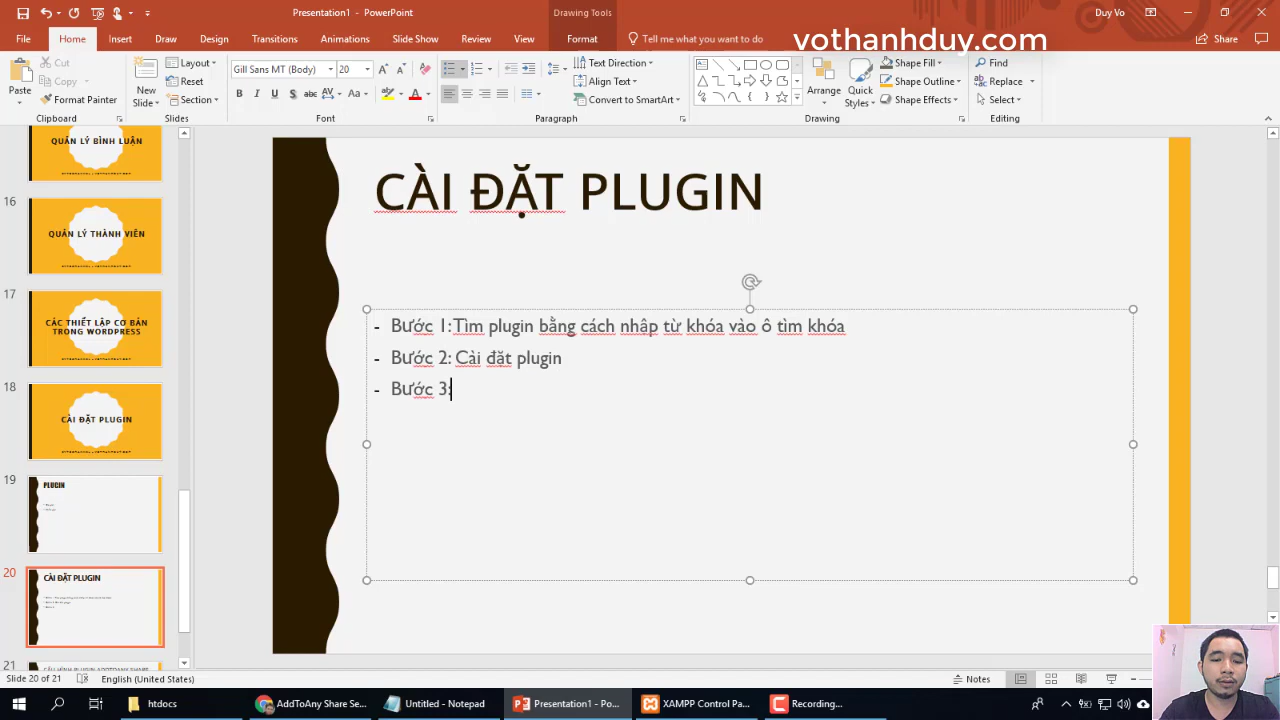 Presentation1 - PowerPoint
Drawing Tools
Duy Vo
File
Home
Insert
Draw
Design
Transitions
Animations
Slide Show
Review
View
Format
Tell me what you want to do
vothanhduy.com
Share
Paste
Cut
Copy
Format Painter
Clipboard
New
Slide
Layout
Reset
Section
Slides
Gill Sans MT (Body)
20
Font
Text Direction
Align Text
Convert to SmartArt
Paragraph
Arrange
Quick
Styles
Shape Fill
Shape Outline
Shape Effects
Drawing
Find
Replace
Select
Editing
QUẢN LÝ BÌNH LUẬN
16
QUẢN LÝ THÀNH VIÊN
17
CÁC THIẾT LẬP CƠ BẢN
TRONG WORDPRESS
18
CÀI ĐẶT PLUGIN
19
PLUGIN
20
CÀI ĐẶT PLUGIN
21
CÀI ĐẶT PLUGIN
- Bước 1: Tìm plugin bằng cách nhập từ khóa vào ô tìm khóa
- Bước 2: Cài đặt plugin
- Bước 3:
Slide 20 of 21
English (United States)
Notes
htdocs
AddToAny Share Se...
Untitled - Notepad
Presentation1 - Po...
XAMPP Control Pa...
Recording...